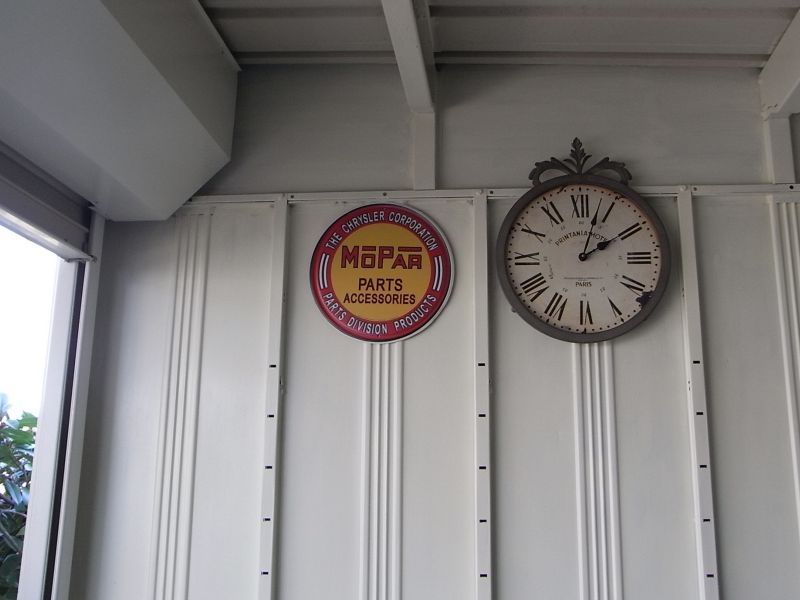 THE CHRYSLER CORPORATION
MOPAR
PARTS
ACCESSORIES
PARTS DIVISION PRODUCTS
XII
I
II
III
IIII
V
VI
VII
VIII
IX
X
XI
PARIS